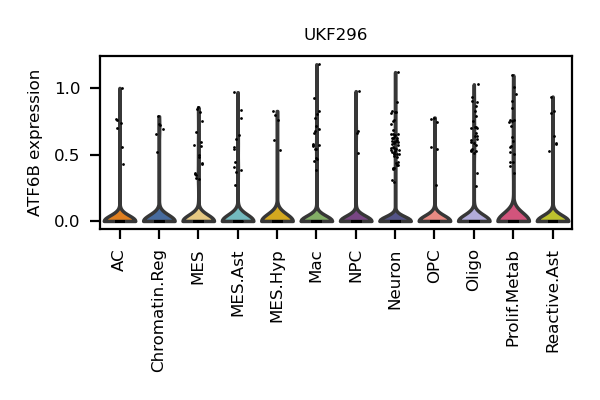 UKF296
ATF6B expression
1.0
0.5
0.0
AC
Chromatin.Reg
MES
MES.Ast
MES.Hyp
Mac
NPC
Neuron
OPC
Oligo
Prolif.Metab
Reactive.Ast